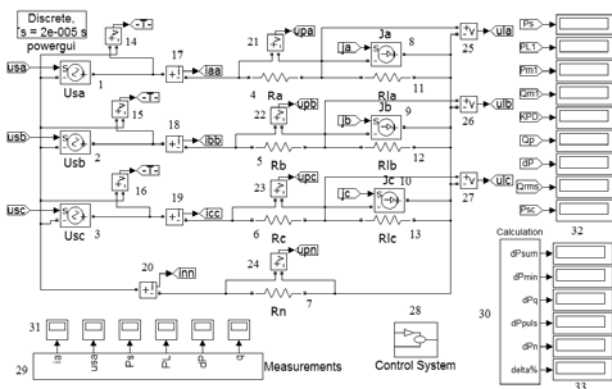 Discrete,
s = 2e-005 s
powergui
-T-
14
17
21
upa
Ja
ja
8
ula
25
Ps
usa
1
Usa
iaa
4
Ra
11
Rla
PL1
Pm1
-T-
15
18
22
upb
Jb
jb
9
ulb
26
Qm1
KPD
usb
2
Usb
ibb
5
Rb
12
Rlb
Qp
dP
-T-
16
19
23
upc
Jc
jc
10
ulc
27
Qrms
Psc
usc
3
Usc
icc
6
Rc
13
Rlc
32
Calculation
20
inn
24
upn
7
Rn
30
dPsum
dPmin
dPq
dPpuls
dPn
delta%
33
28
Control System
31
29
ia
usa
Ps
PL
dP
q
Measurements